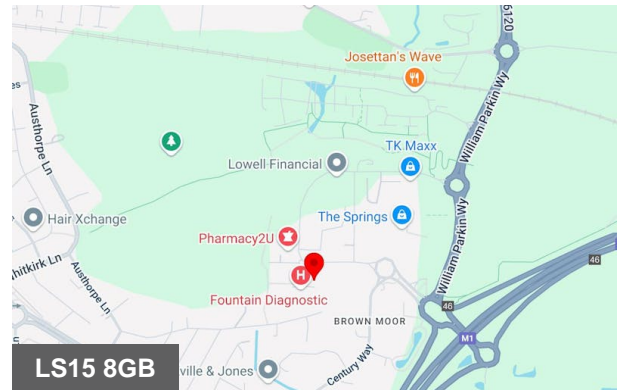 6120
Josettan's Wave
William Parkin Wy
Austhorpe Ln
TK Maxx
Lowell Financial
William Parkin Wy
The Springs
Hair Xchange
Pharmacy2U
hitkirk Ln
Austhorpe Ln
46
H
Fountain Diagnostic
46
BROWN MOOR
M1
Century Way
ville & Jones
LS15 8GB